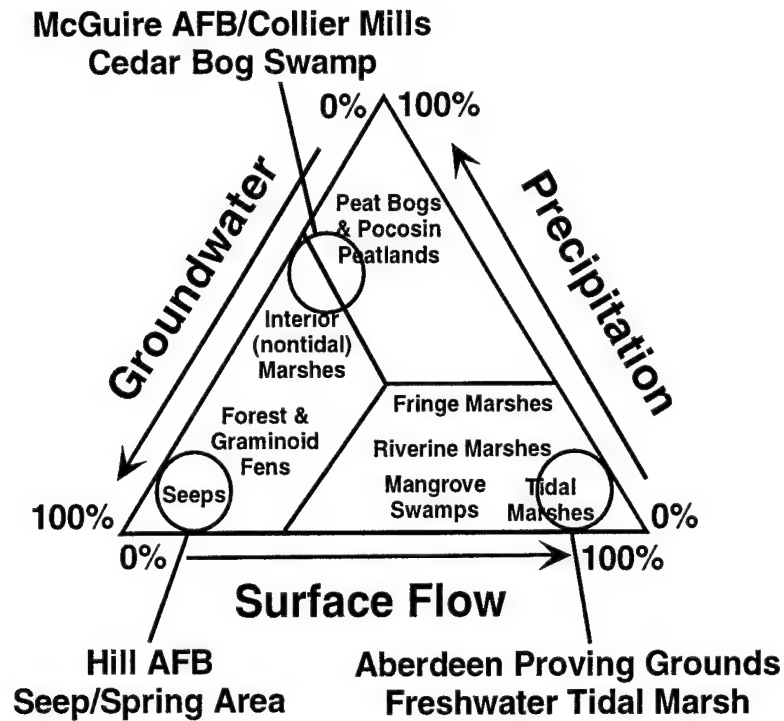 McGuire AFB/Collier Mills
Cedar Bog Swamp
0% 100%
Groundwater
Precipitation
Peat Bogs
& Pocosin
Peatlands
Interior
(nontidal)
Marshes
Forest &
Graminoid
Fens
Seeps
Fringe Marshes
Riverine Marshes
Mangrove
Swamps
Tidal
Marshes
100%
0%
0%
100%
Surface Flow
Hill AFB
Seep/Spring Area
Aberdeen Proving Grounds
Freshwater Tidal Marsh